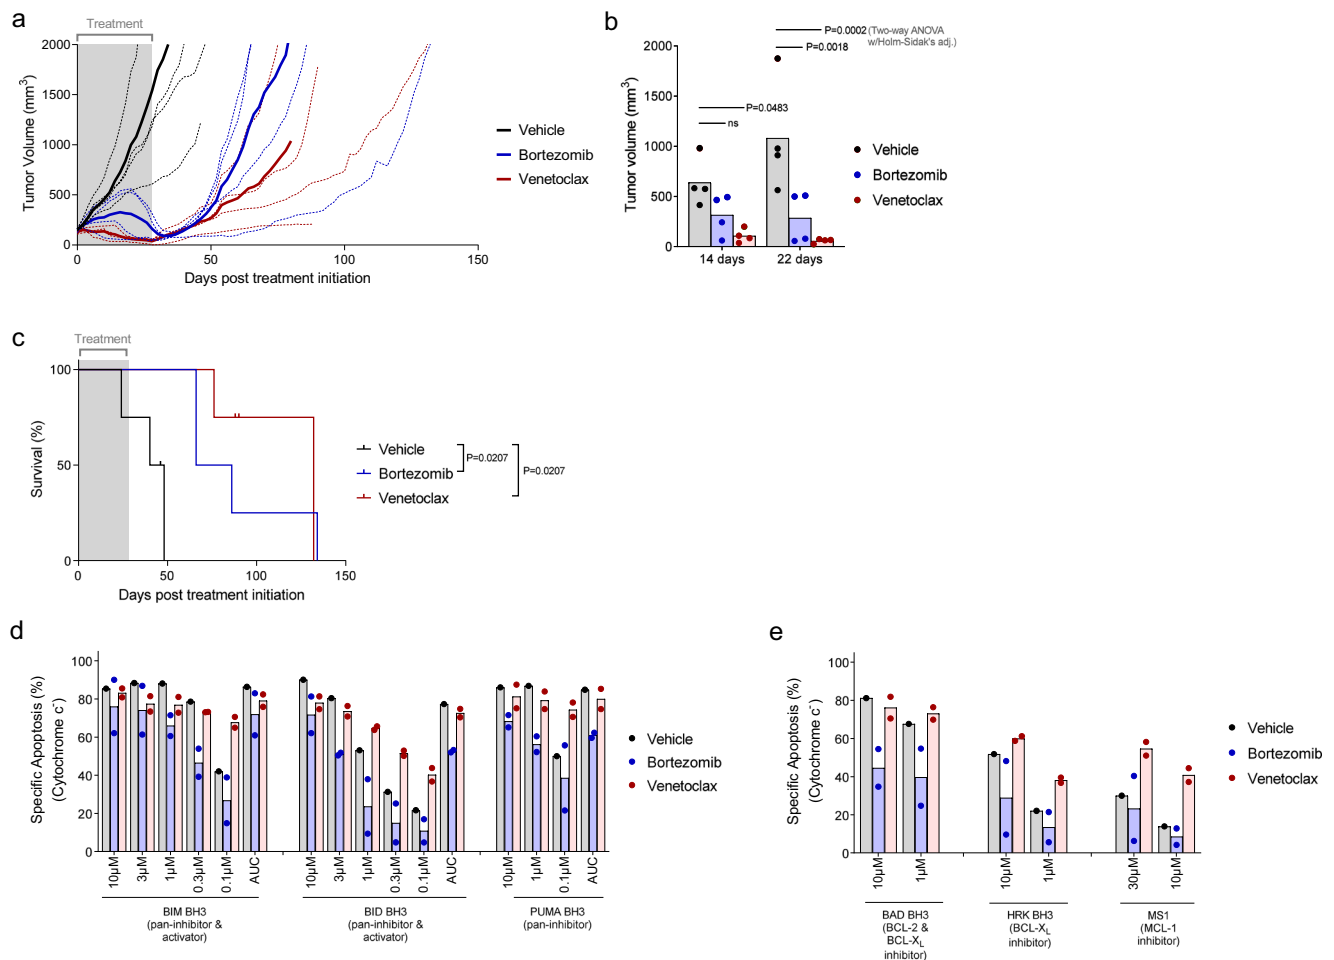 a
Treatment
2000
1500
1000
500
0
Tumor Volume (mm³)
0
50
100
150
Days post treatment initiation
Vehicle
Bortezomib
Venetoclax
b
P=0.0002 (Two-way ANOVA
w/Holm-Sidak's adj.)
P=0.0018
P=0.0483
ns
2000
1500
1000
500
0
Tumor volume (mm³)
14 days
22 days
Vehicle
Bortezomib
Venetoclax
c
Treatment
100
50
0
Survival (%)
0
50
100
150
Days post treatment initiation
Vehicle
Bortezomib
Venetoclax
P=0.0207
P=0.0207
d
100
80
60
40
20
0
Specific Apoptosis (%)
(Cytochrome c⁻)
10µM
3µM
1µM
0.3µM
0.1µM
AUC
BIM BH3
(pan-inhibitor &
activator)
10µM
3µM
1µM
0.3µM
0.1µM
AUC
BID BH3
(pan-inhibitor &
activator)
10µM
1µM
0.1µM
AUC
PUMA BH3
(pan-inhibitor)
Vehicle
Bortezomib
Venetoclax
e
100
80
60
40
20
0
Specific Apoptosis (%)
(Cytochrome c⁻)
10µM
1µM
BAD BH3
(BCL-2 &
BCL-X_L
inhibitor)
10µM
1µM
HRK BH3
(BCL-X_L
inhibitor)
30µM
10µM
MS1
(MCL-1
inhibitor)
Vehicle
Bortezomib
Venetoclax